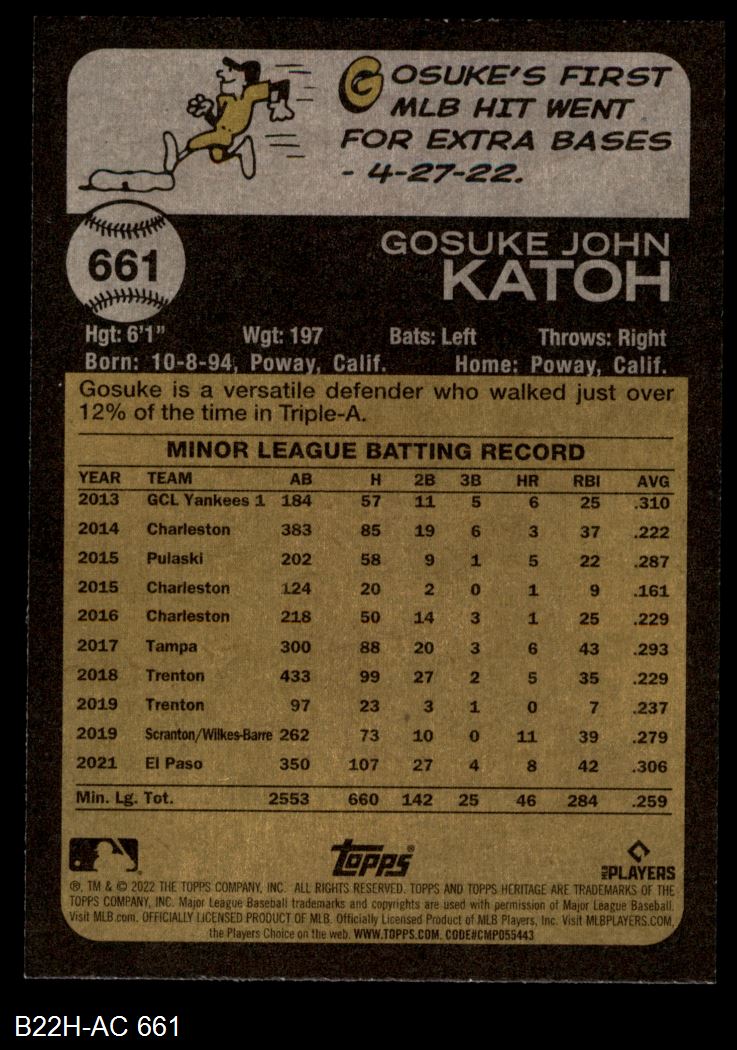 GOSUKE'S FIRST
MLB HIT WENT
FOR EXTRA BASES
- 4-27-22.
661
GOSUKE JOHN
KATOH
Hgt: 6'1" Wgt: 197 Bats: Left Throws: Right
Born: 10-8-94, Poway, Calif. Home: Poway, Calif.
Gosuke is a versatile defender who walked just over
12% of the time in Triple-A.
MINOR LEAGUE BATTING RECORD
YEAR TEAM AB H 2B 3B HR RBI AVG
2013 GCL Yankees 1 184 57 11 5 6 25 .310
2014 Charleston 383 85 19 6 3 37 .222
2015 Pulaski 202 58 9 1 5 22 .287
2015 Charleston 124 20 2 0 1 9 .161
2016 Charleston 218 50 14 3 1 25 .229
2017 Tampa 300 88 20 3 6 43 .293
2018 Trenton 433 99 27 2 5 35 .229
2019 Trenton 97 23 3 1 0 7 .237
2019 Scranton/Wilkes-Barre 262 73 10 0 11 39 .279
2021 El Paso 350 107 27 4 8 42 .306
Min. Lg. Tot. 2553 660 142 25 46 284 .259
Topps®
MLB PLAYERS
®, TM & © 2022 THE TOPPS COMPANY, INC. ALL RIGHTS RESERVED. TOPPS AND TOPPS HERITAGE ARE TRADEMARKS OF THE
TOPPS COMPANY, INC. Major League Baseball trademarks and copyrights are used with permission of Major League Baseball.
Visit MLB.com. OFFICIALLY LICENSED PRODUCT OF MLB. Officially Licensed Product of MLB Players, Inc. Visit MLBPLAYERS.COM,
the Players Choice on the web. WWW.TOPPS.COM. CODE#CMP055443
B22H-AC 661